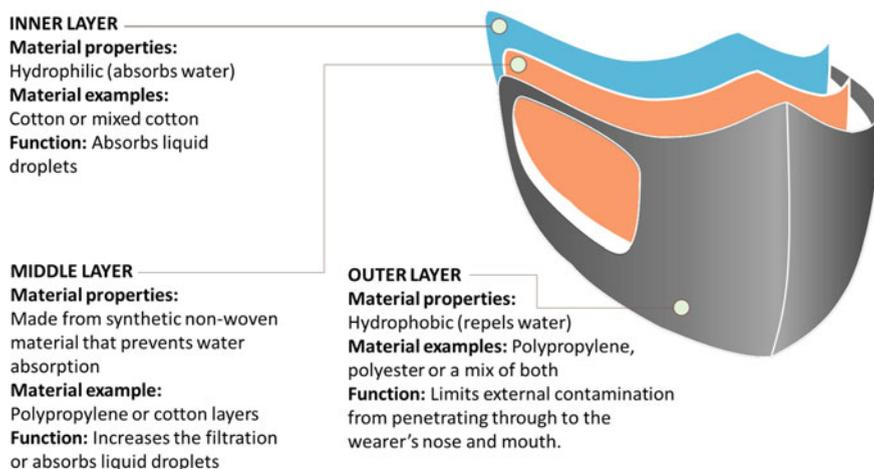 INNER LAYER
Material properties:
Hydrophilic (absorbs water)
Material examples:
Cotton or mixed cotton
Function: Absorbs liquid
droplets
MIDDLE LAYER
Material properties:
Made from synthetic non-woven
material that prevents water
absorption
Material example:
Polypropylene or cotton layers
Function: Increases the filtration
or absorbs liquid droplets
OUTER LAYER
Material properties:
Hydrophobic (repels water)
Material examples: Polypropylene,
polyester or a mix of both
Function: Limits external contamination
from penetrating through to the
wearer's nose and mouth.